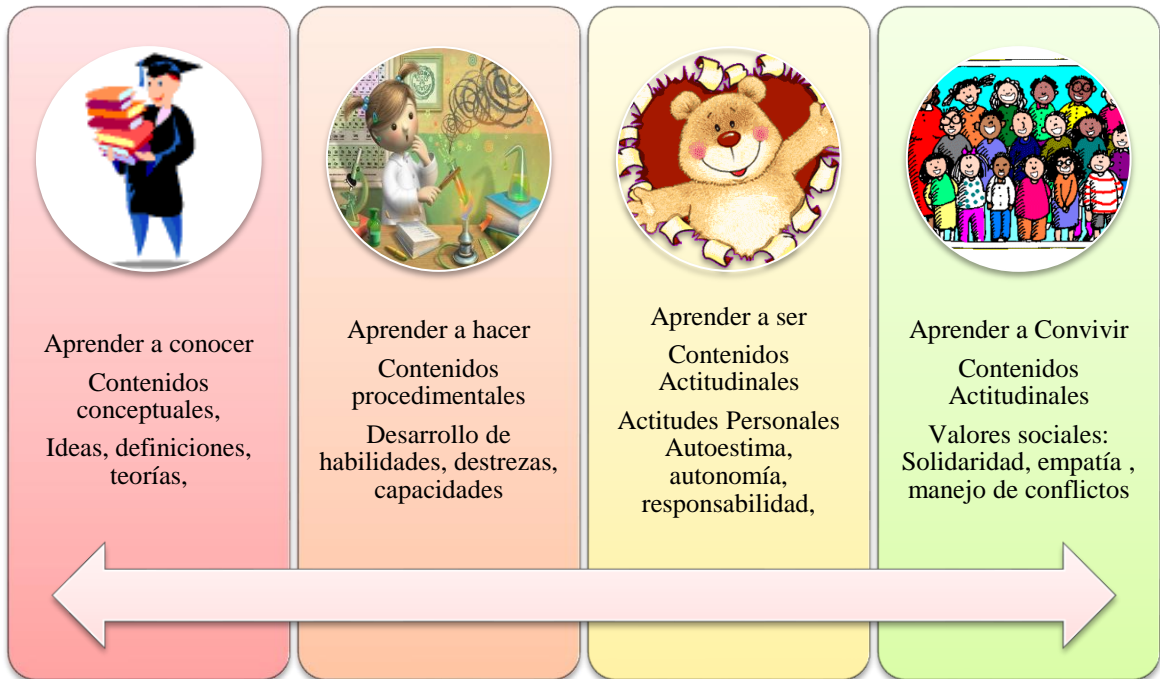 Aprender a conocer
Contenidos
conceptuales,
Ideas, definiciones,
teorías,
Aprender a hacer
Contenidos
procedimentales
Desarrollo de
habilidades, destrezas,
capacidades
Aprender a ser
Contenidos
Actitudinales
Actitudes Personales
Autoestima,
autonomía,
responsabilidad,
Aprender a Convivir
Contenidos
Actitudinales
Valores sociales:
Solidaridad, empatía ,
manejo de conflictos